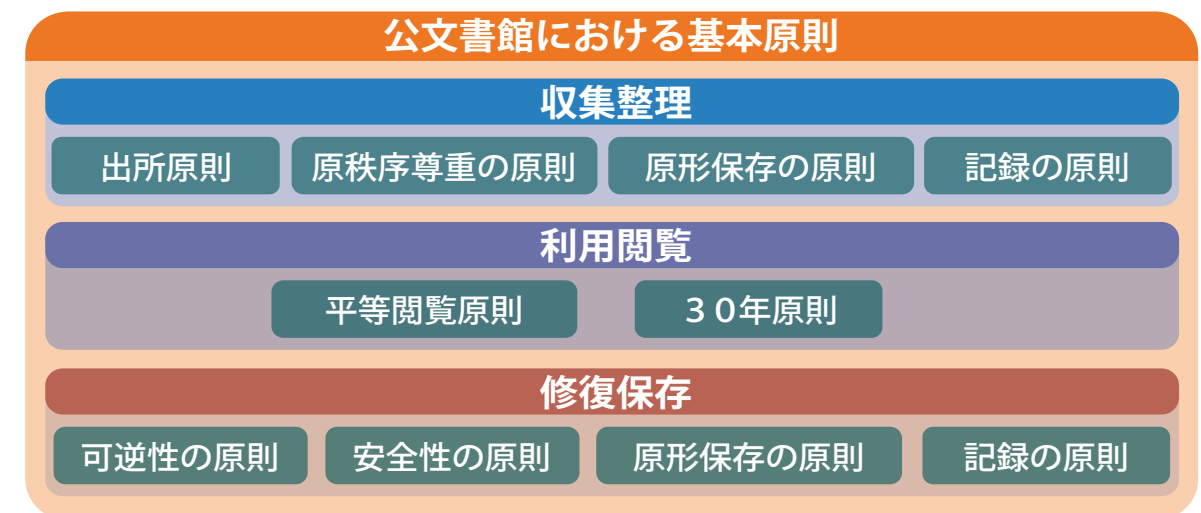 公文書館における基本原則
収集整理
出所原則 原秩序尊重の原則 原形保存の原則 記録の原則
利用閲覧
平等閲覧原則 30年原則
修復保存
可逆性の原則 安全性の原則 原形保存の原則 記録の原則